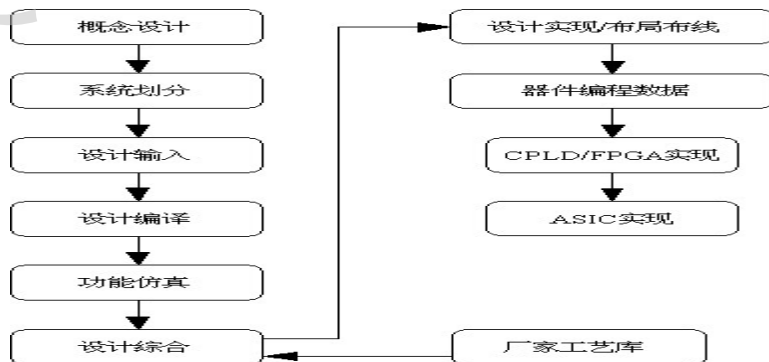 概念设计
系统划分
设计输入
设计编译
功能仿真
设计综合
设计实现/布局布线
器件编程数据
CPLD/FPGA实现
ASIC实现
厂家工艺库